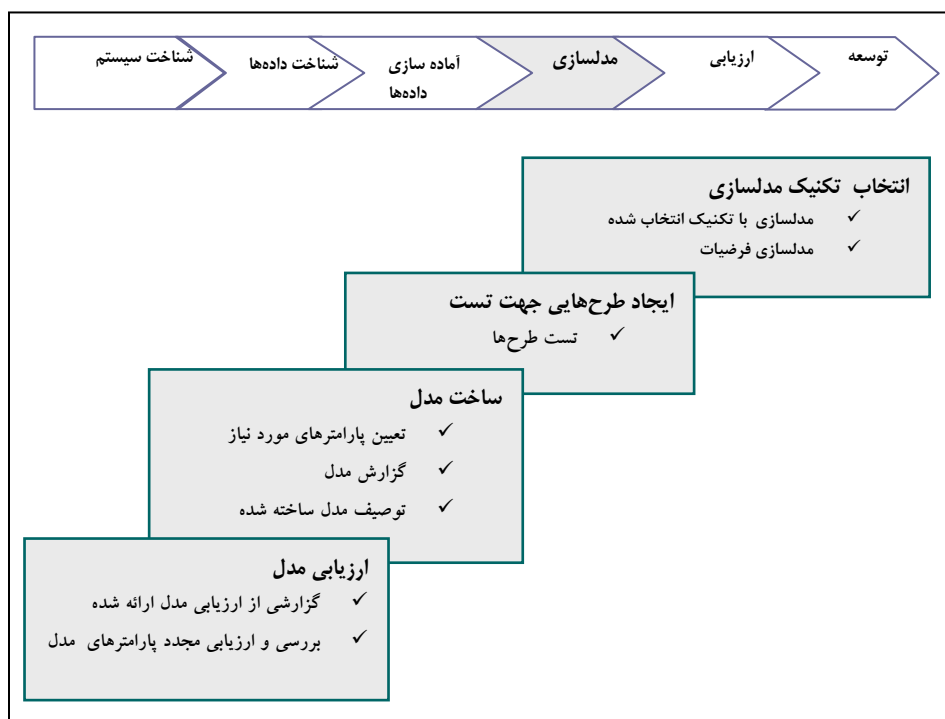 شناخت سیستم
شناخت داده‌ها
آماده سازی
داده‌ها
مدلسازی
ارزیابی
توسعه
انتخاب تکنیک مدلسازی
✓ مدلسازی با تکنیک انتخاب شده
✓ مدلسازی فرضیات
ایجاد طرح‌هایی جهت تست
✓ تست طرح‌ها
ساخت مدل
✓ تعیین پارامترهای مورد نیاز
✓ گزارش مدل
✓ توصیف مدل ساخته شده
ارزیابی مدل
✓ گزارشی از ارزیابی مدل ارائه شده
✓ بررسی و ارزیابی مجدد پارامترهای مدل